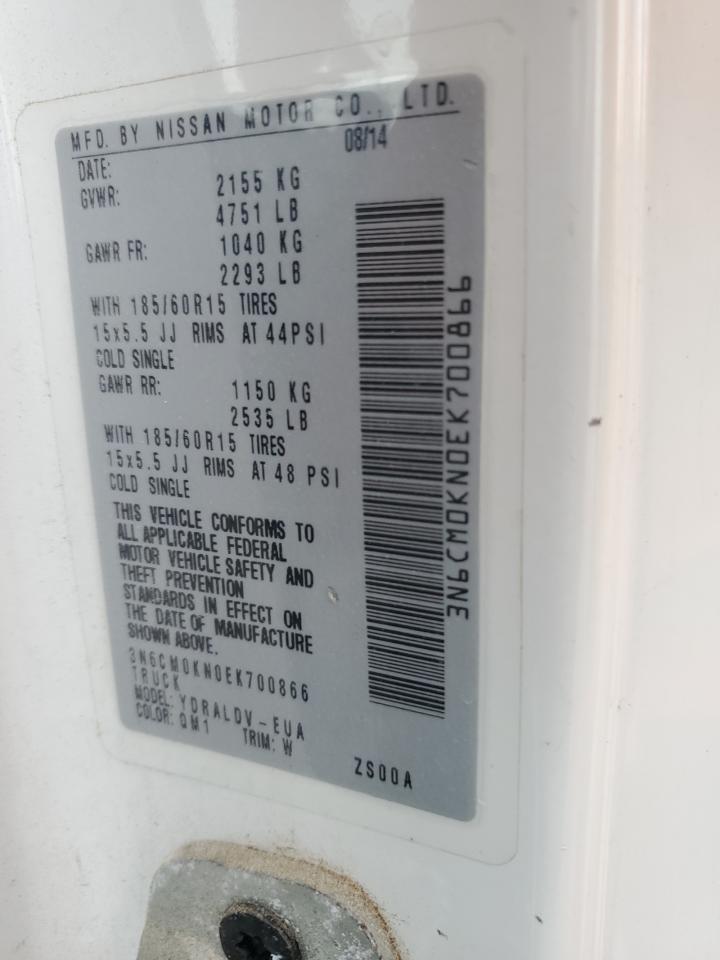 MFD. BY NISSAN MOTOR CO., LTD.
DATE: 08/14
GVWR: 2155 KG
4751 LB
GAWR FR: 1040 KG
2293 LB
WITH 185/60R15 TIRES
15x5.5 JJ RIMS AT 44PSI
COLD SINGLE
GAWR RR: 1150 KG
2535 LB
WITH 185/60R15 TIRES
15x5.5 JJ RIMS AT 48 PSI
COLD SINGLE
THIS VEHICLE CONFORMS TO
ALL APPLICABLE FEDERAL
MOTOR VEHICLE SAFETY AND
THEFT PREVENTION
STANDARDS IN EFFECT ON
THE DATE OF MANUFACTURE
SHOWN ABOVE.
3N6CM0KN0EK700866
TRUCK
MODEL: YDRALDV-EUA
COLOR: QM1 TRIM: W
ZS00A
3N6CM0KN0EK700866